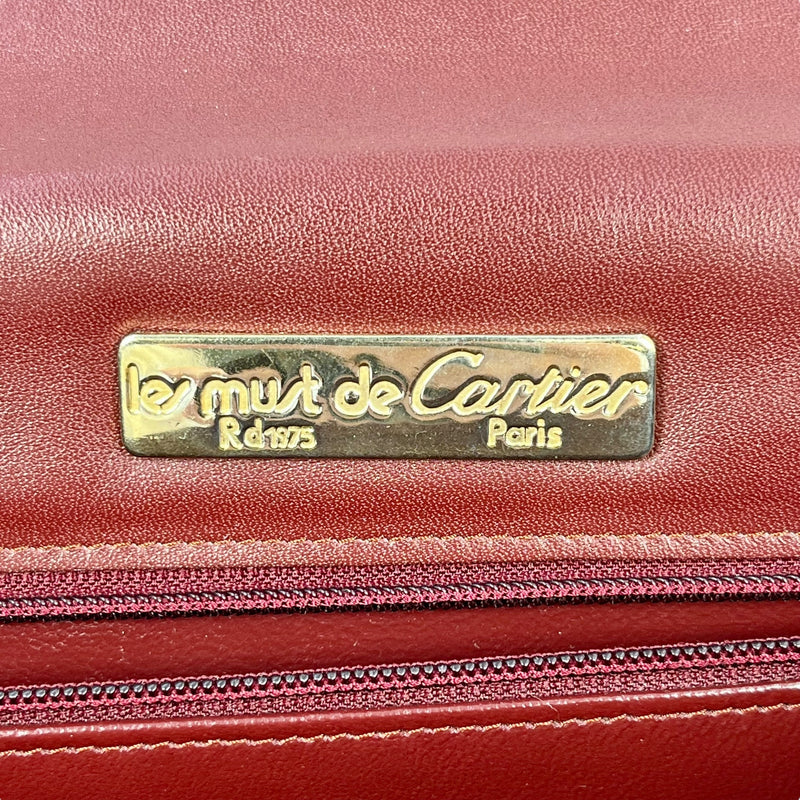 les must de Cartier
Rd1975 Paris